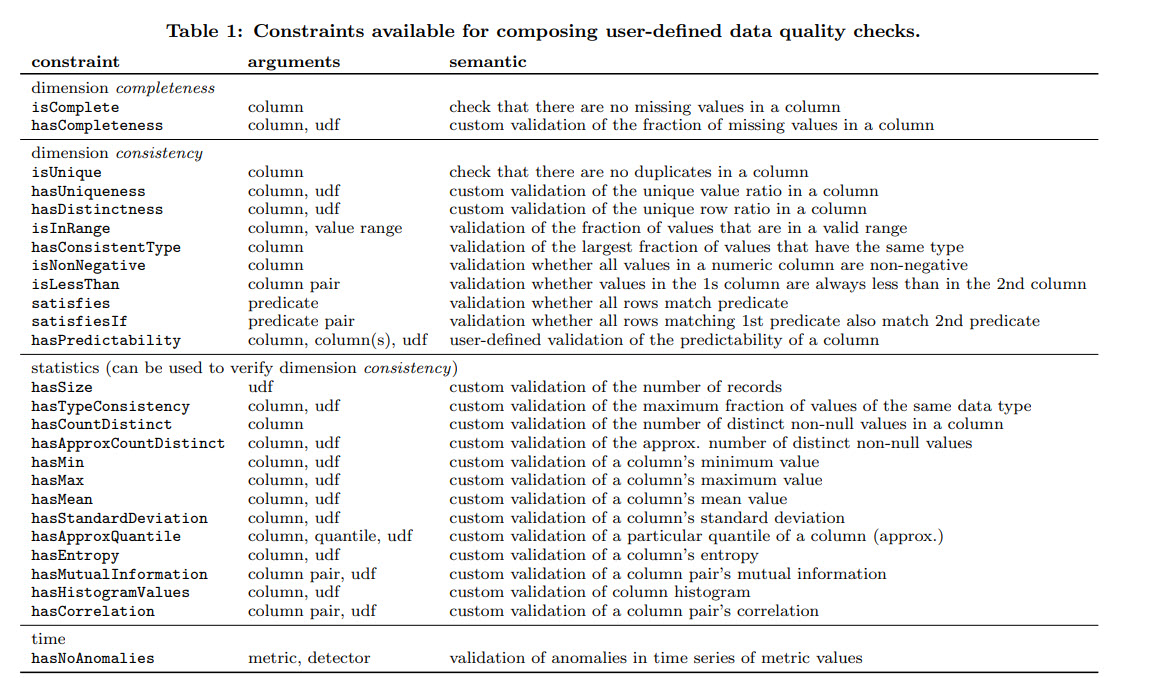 Table 1: Constraints available for composing user-defined data quality checks.
constraint arguments semantic
dimension completeness
isComplete column check that there are no missing values in a column
hasCompleteness column, udf custom validation of the fraction of missing values in a column
dimension consistency
isUnique column check that there are no duplicates in a column
hasUniqueness column, udf custom validation of the unique value ratio in a column
hasDistinctness column, udf custom validation of the unique row ratio in a column
isInRange column, value range validation of the fraction of values that are in a valid range
hasConsistentType column validation of the largest fraction of values that have the same type
isNonNegative column validation whether all values in a numeric column are non-negative
isLessThan column pair validation whether values in the 1s column are always less than in the 2nd column
satisfies predicate validation whether all rows match predicate
satisfiesIf predicate pair validation whether all rows matching 1st predicate also match 2nd predicate
hasPredictability column, column(s), udf user-defined validation of the predictability of a column
statistics (can be used to verify dimension consistency)
hasSize udf custom validation of the number of records
hasTypeConsistency column, udf custom validation of the maximum fraction of values of the same data type
hasCountDistinct column custom validation of the number of distinct non-null values in a column
hasApproxCountDistinct column, udf custom validation of the approx. number of distinct non-null values
hasMin column, udf custom validation of a column's minimum value
hasMax column, udf custom validation of a column's maximum value
hasMean column, udf custom validation of a column's mean value
hasStandardDeviation column, udf custom validation of a column's standard deviation
hasApproxQuantile column, quantile, udf custom validation of a particular quantile of a column (approx.)
hasEntropy column, udf custom validation of a column's entropy
hasMutualInformation column pair, udf custom validation of a column pair's mutual information
hasHistogramValues column, udf custom validation of column histogram
hasCorrelation column pair, udf custom validation of a column pair's correlation
time
hasNoAnomalies metric, detector validation of anomalies in time series of metric values